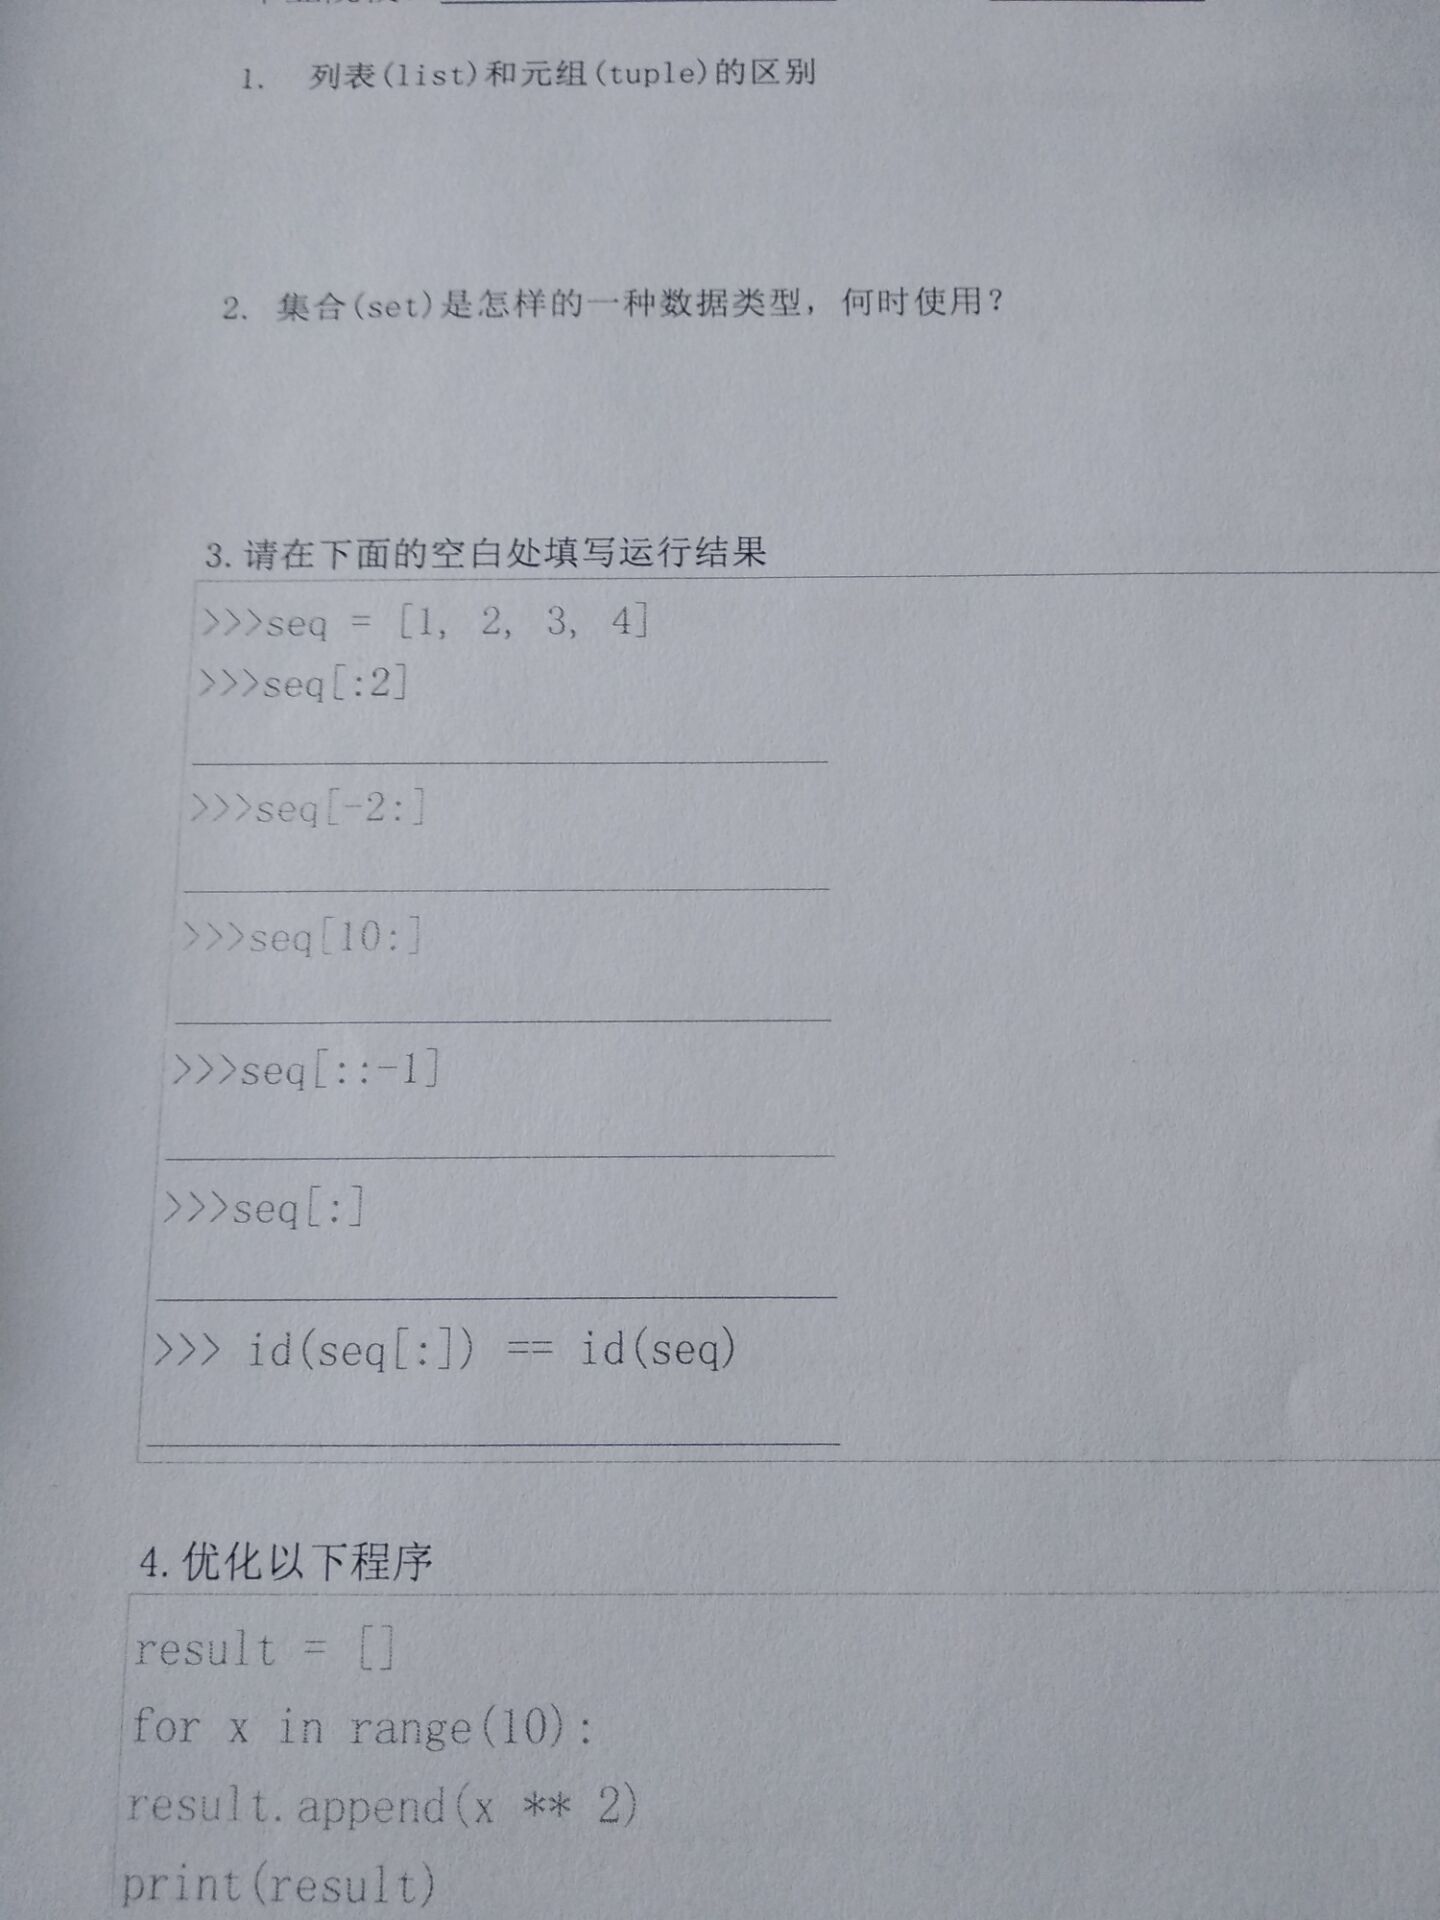 1. 列表(list)和元组(tuple)的区别
2. 集合(set)是怎样的一种数据类型，何时使用？
3.请在下面的空白处填写运行结果
>>>seq = [1, 2, 3, 4]
>>>seq[:2]
>>>seq[-2:]
>>>seq[10:]
>>>seq[::-1]
>>>seq[:]
>>> id(seq[:]) == id(seq)
4.优化以下程序
result = []
for x in range(10):
result.append(x ** 2)
print(result)